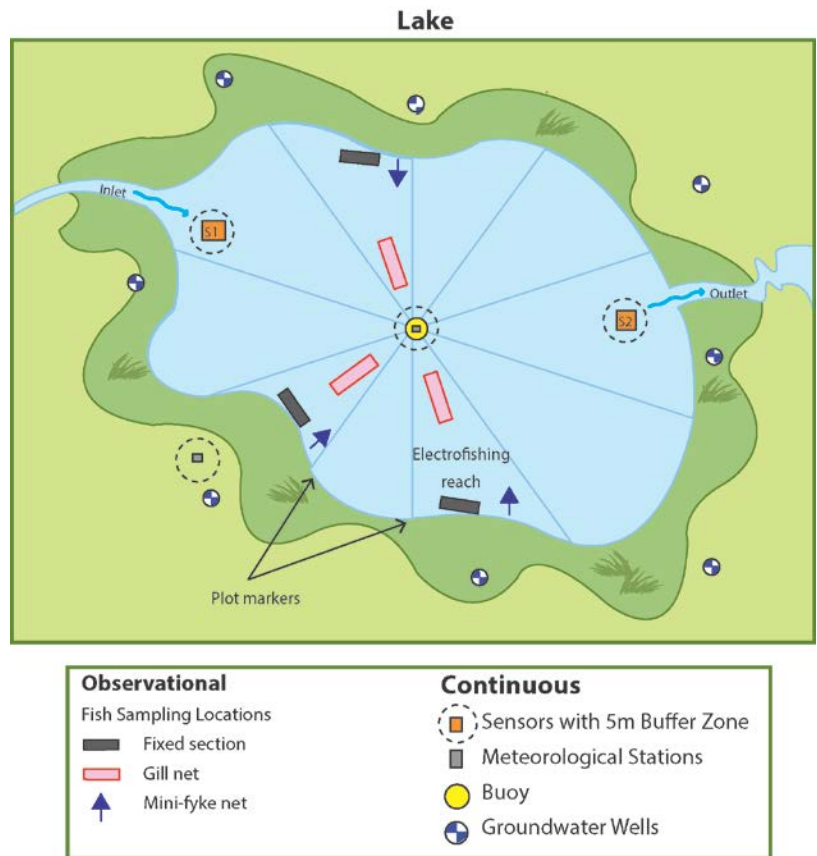 Lake
Inlet
S1
Outlet
S2
Electrofishing
reach
Plot markers
Observational
Fish Sampling Locations
Fixed section
Gill net
Mini-fyke net
Continuous
Sensors with 5m Buffer Zone
Meteorological Stations
Buoy
Groundwater Wells